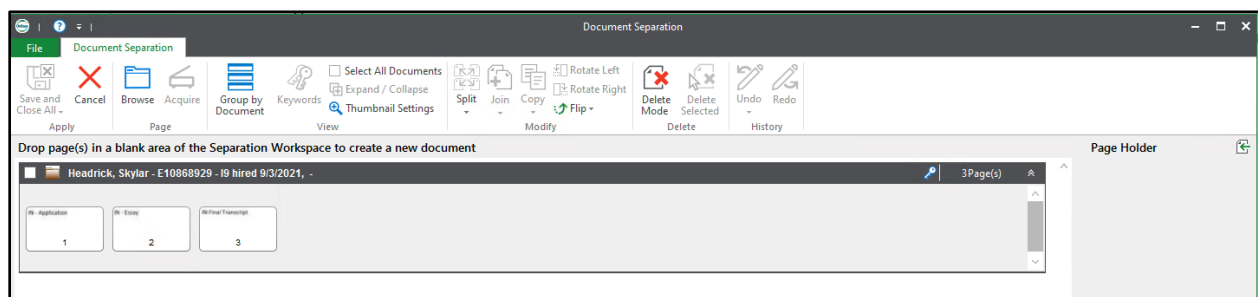 Document Separation
File Document Separation
Save and Close All
Cancel
Browse
Acquire
Group by Document
Keywords
Select All Documents
Expand / Collapse
Thumbnail Settings
Split
Join
Copy
Rotate Left
Rotate Right
Flip
Delete Mode
Delete Selected
Undo
Redo
Apply Page View Modify Delete History
Drop page(s) in a blank area of the Separation Workspace to create a new document
Page Holder
Headrick, Skylar - E10868929 - I9 hired 9/3/2021, - 3Page(s)
IN - Application IN - Essay IN-Final Transcript
1 2 3